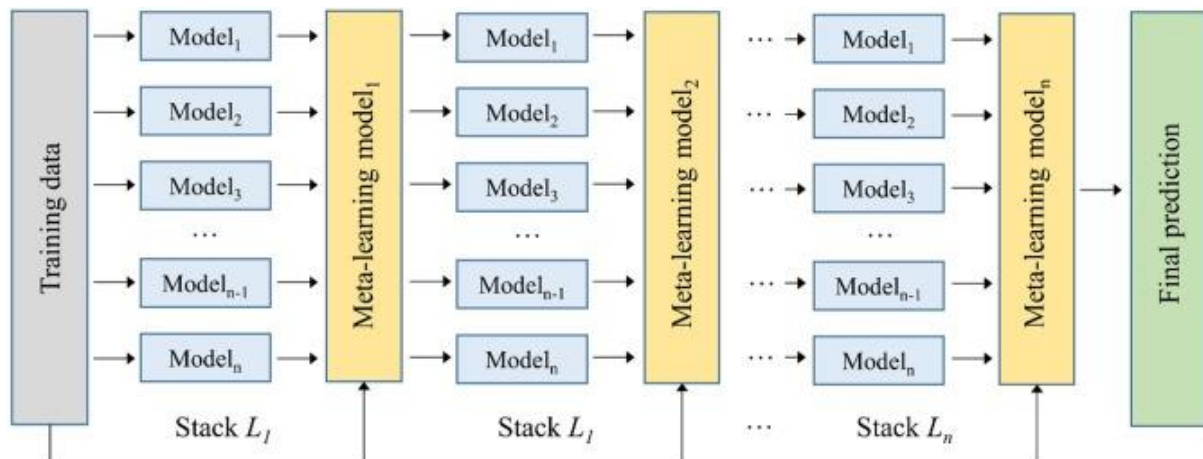 Training data
Model₁
Model₂
Model₃
...
Modelₙ₋₁
Modelₙ
Stack L₁
Meta-learning model₁
Model₁
Model₂
Model₃
...
Modelₙ₋₁
Modelₙ
Stack L₁
Meta-learning model₂
...
...
...
...
...
...
Model₁
Model₂
Model₃
...
Modelₙ₋₁
Modelₙ
Stack Lₙ
Meta-learning modelₙ
Final prediction